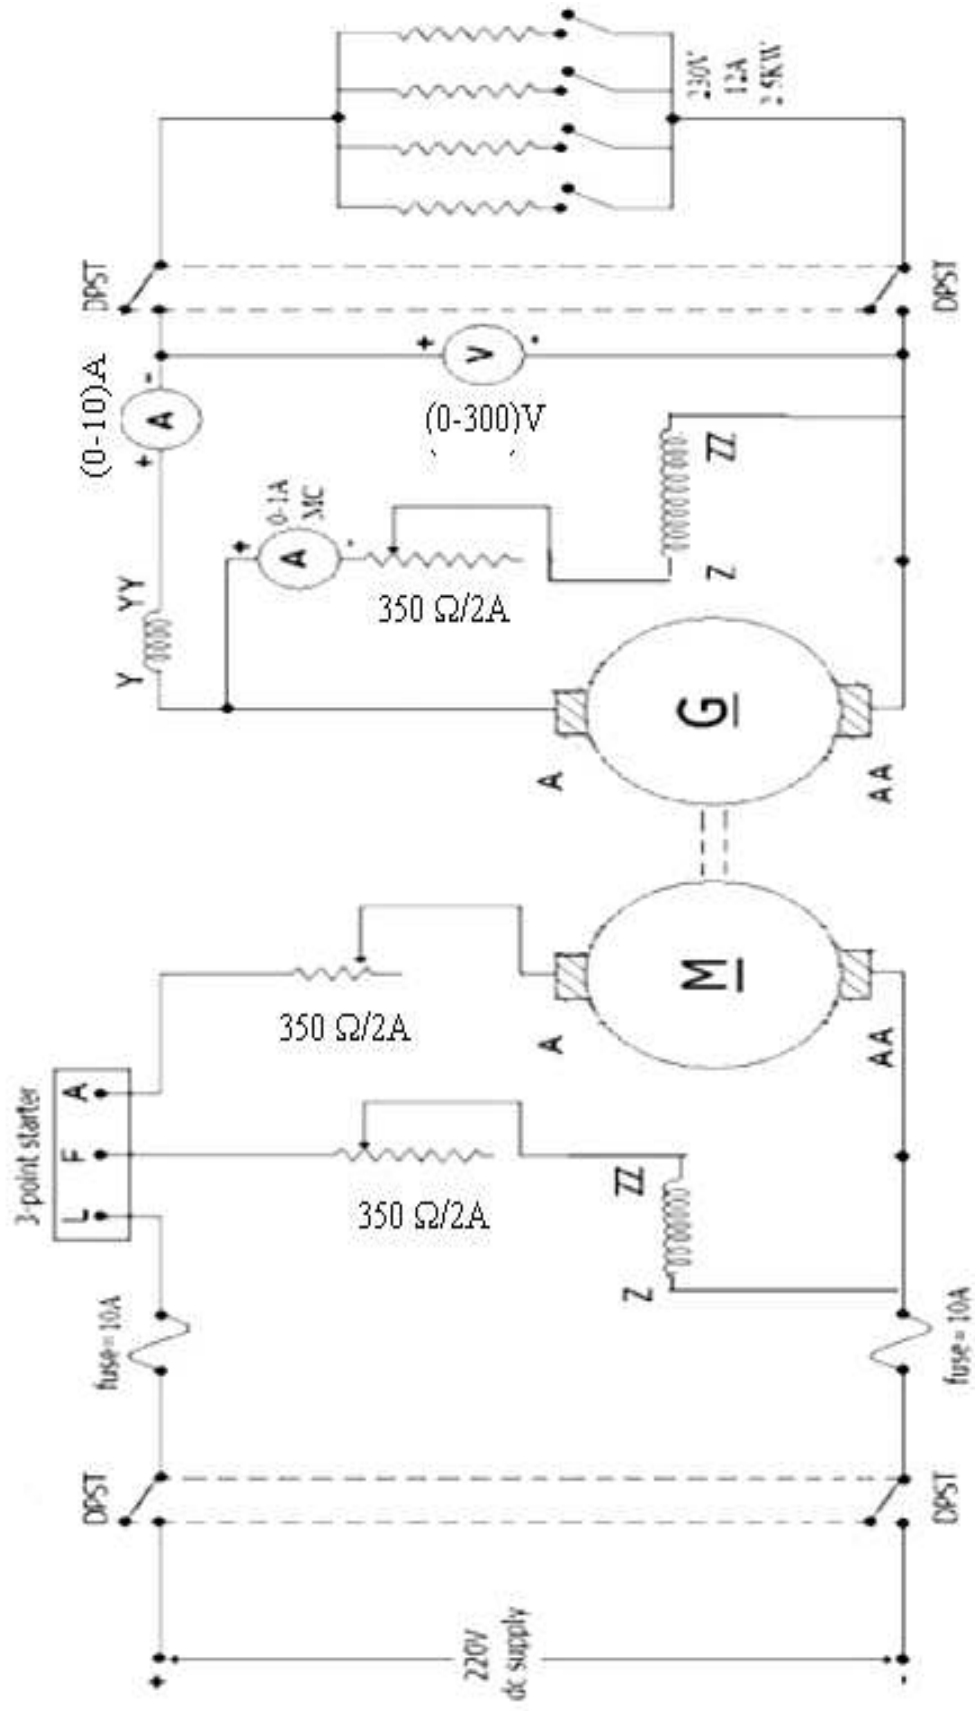 DPST
fuse= 10A
3-point starter
L F A
350 Ω/2A
350 Ω/2A
Z ZZ
A
M
AA
+
220V
dc supply
-
DPST
fuse= 10A
Y YY
+ A -
(0-10)A
DPST
+
A
-
0-1A
MC
350 Ω/2A
+
V
-
(0-300)V
Z ZZ
A
G
AA
230V
12A
DPST